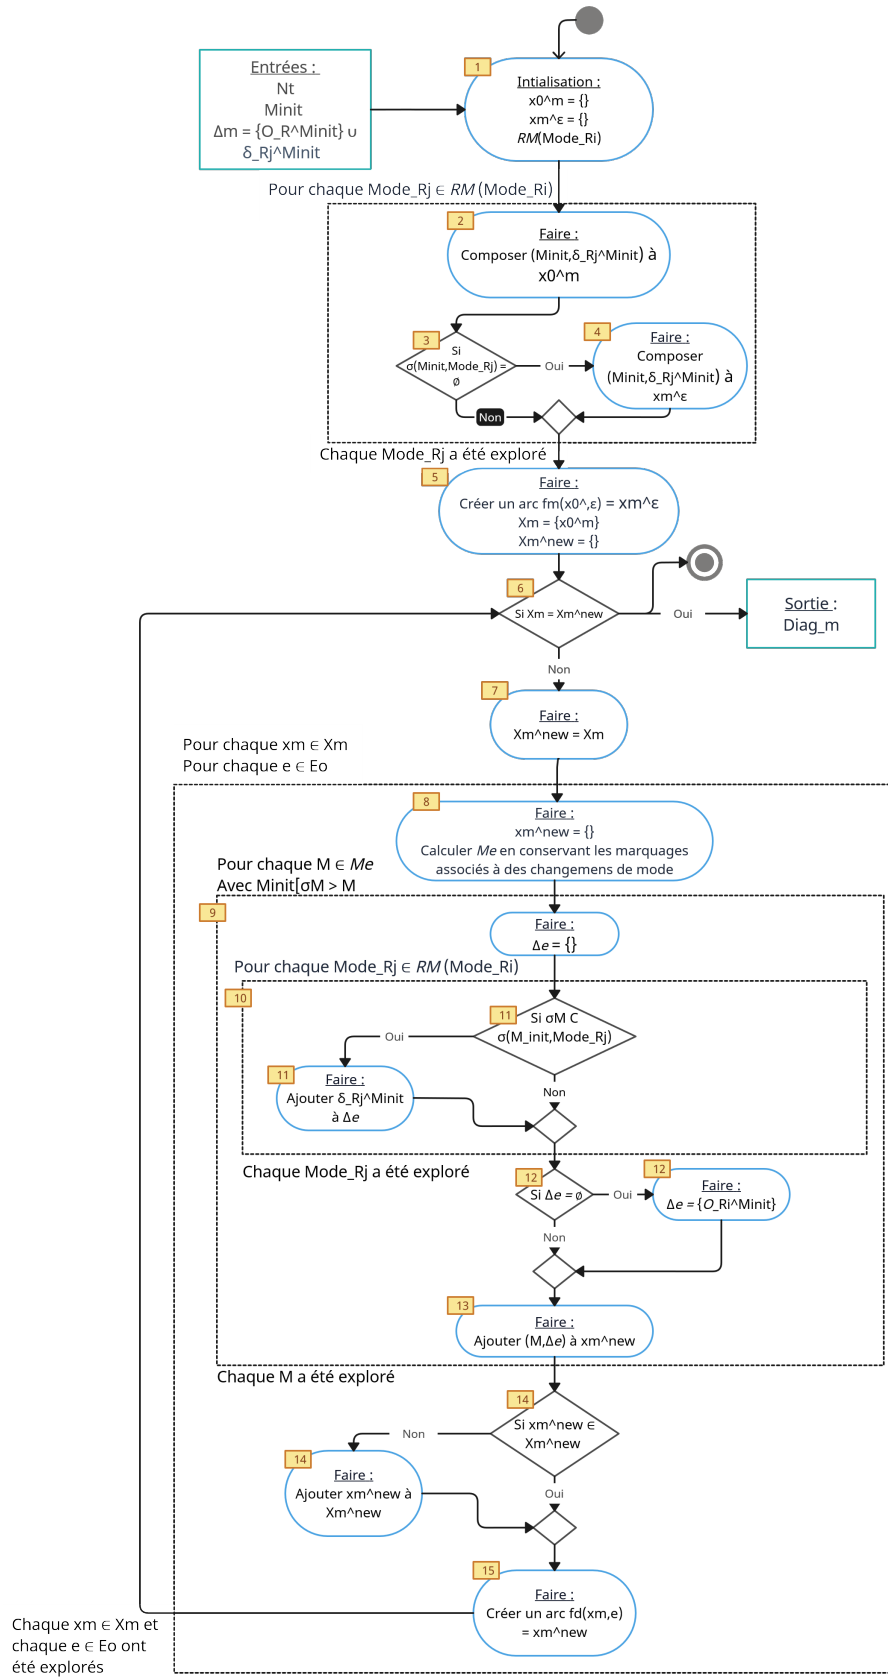 Entrées :
Nt
Minit
Δm = {O_R^Minit} ∪
δ_Rj^Minit
1
Intialisation :
x0^m = {}
xm^ε = {}
RM(Mode_Ri)
Pour chaque Mode_Rj ∈ RM (Mode_Ri)
2
Faire :
Composer (Minit,δ_Rj^Minit) à
x0^m
3
Si
σ(Minit,Mode_Rj) =
∅
Oui
4
Faire :
Composer
(Minit,δ_Rj^Minit) à
xm^ε
Non
Chaque Mode_Rj a été exploré
5
Faire :
Créer un arc fm(x0^,ε) = xm^ε
Xm = {x0^m}
Xm^new = {}
6
Si Xm = Xm^new
Oui
Sortie :
Diag_m
Non
7
Faire :
Xm^new = Xm
Pour chaque xm ∈ Xm
Pour chaque e ∈ Eo
8
Faire :
xm^new = {}
Calculer Me en conservant les marquages
associés à des changemens de mode
Pour chaque M ∈ Me
Avec Minit[σM > M
9
Faire :
Δe = {}
Pour chaque Mode_Rj ∈ RM (Mode_Ri)
10
11
Si σM C
σ(M_init,Mode_Rj)
Oui
11
Faire :
Ajouter δ_Rj^Minit
à Δe
Non
Chaque Mode_Rj a été exploré
12
Si Δe = ∅
Oui
12
Faire :
Δe = {O_Ri^Minit}
Non
13
Faire :
Ajouter (M,Δe) à xm^new
Chaque M a été exploré
14
Si xm^new ∈
Xm^new
Non
14
Faire :
Ajouter xm^new à
Xm^new
Oui
15
Faire :
Créer un arc fd(xm,e)
= xm^new
Chaque xm ∈ Xm et
chaque e ∈ Eo ont
été explorés